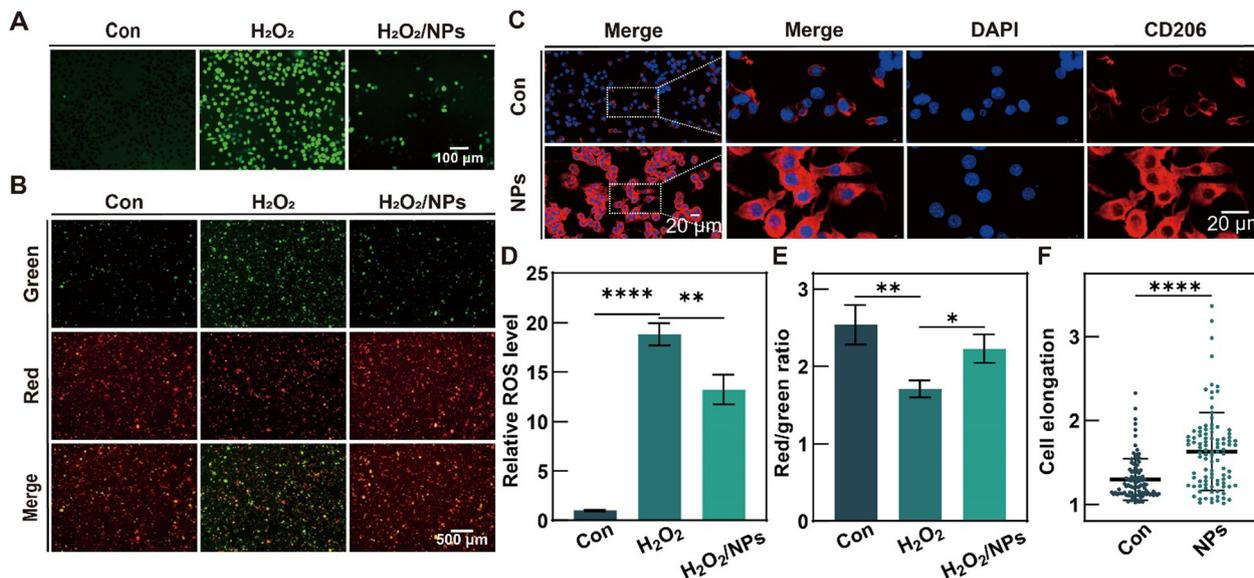 A
Con H₂O₂ H₂O₂/NPs
100 μm
B
Con H₂O₂ H₂O₂/NPs
Green
Red
Merge
500 μm
C
Merge Merge DAPI CD206
Con
NPs
20 μm
20 μm
D
Relative ROS level
25
20
15
10
5
0
**** **
Con H₂O₂ H₂O₂/NPs
E
Red/green ratio
3
2
1
0
** *
Con H₂O₂ H₂O₂/NPs
F
Cell elongation
3
2
1
****
Con NPs